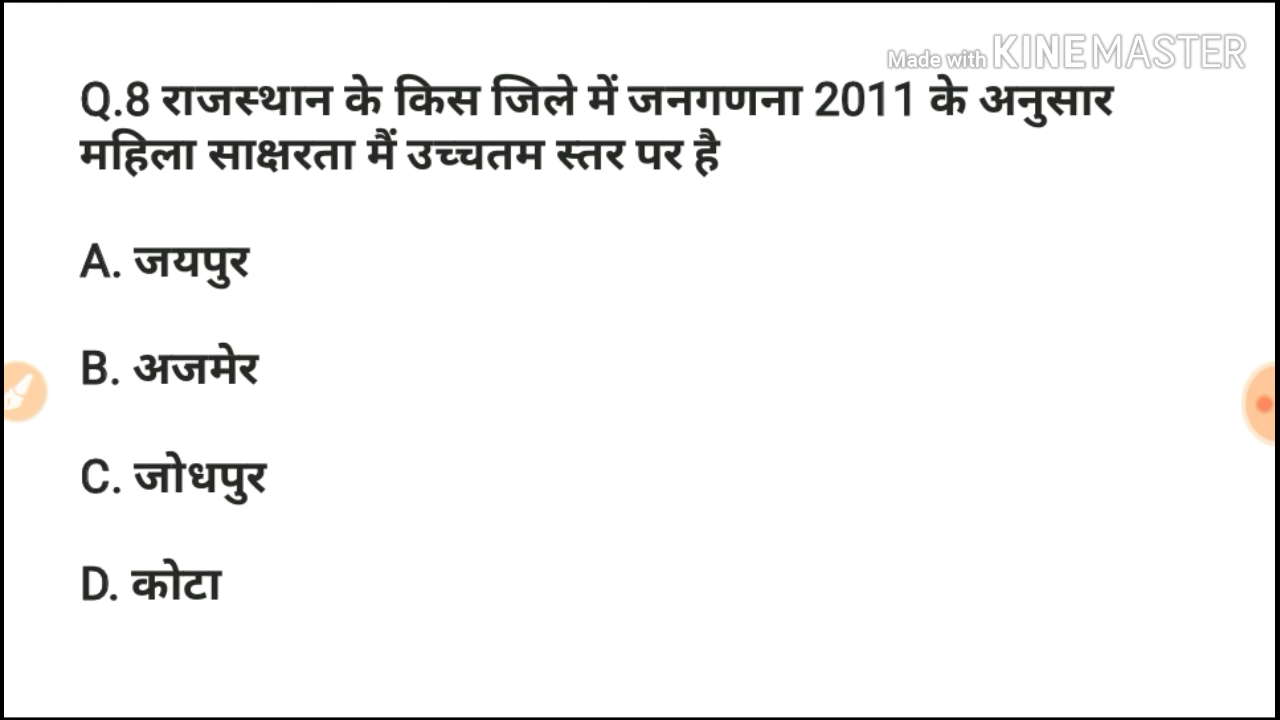 Made with KINEMASTER
Q.8 राजस्थान के किस जिले में जनगणना 2011 के अनुसार
महिला साक्षरता मैं उच्चतम स्तर पर है
A. जयपुर
B. अजमेर
C. जोधपुर
D. कोटा